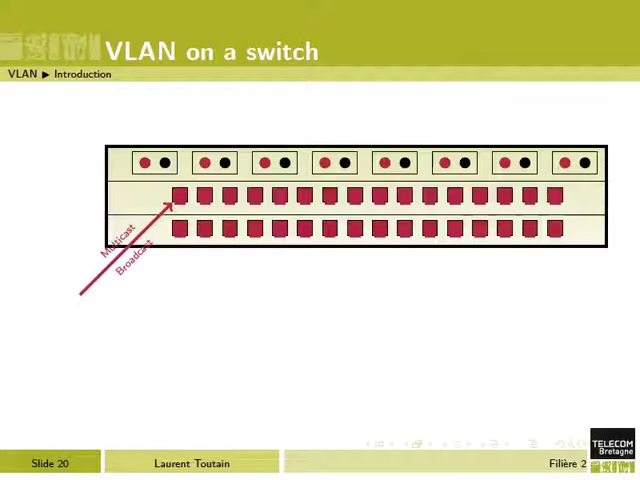 VLAN on a switch
VLAN ▶ Introduction
Multicast
Broadcast
TELECOM
Bretagne
Slide 20
Laurent Toutain
Filière 2